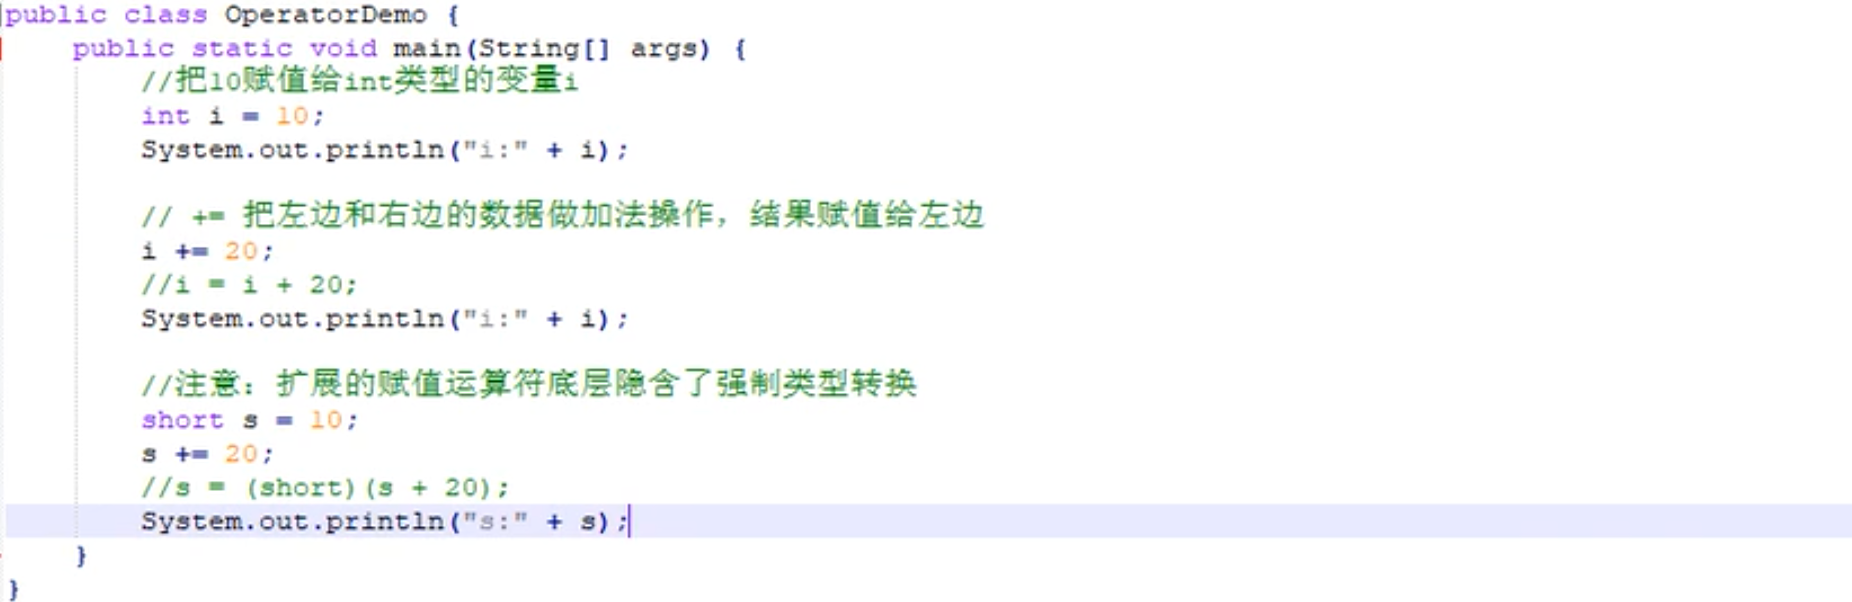 public class OperatorDemo {
    public static void main(String[] args) {
        //把10赋值给int类型的变量i
        int i = 10;
        System.out.println("i:" + i);

        // += 把左边和右边的数据做加法操作，结果赋值给左边
        i += 20;
        //i = i + 20;
        System.out.println("i:" + i);

        //注意：扩展的赋值运算符底层隐含了强制类型转换
        short s = 10;
        s += 20;
        //s = (short)(s + 20);
        System.out.println("s:" + s);
    }
}